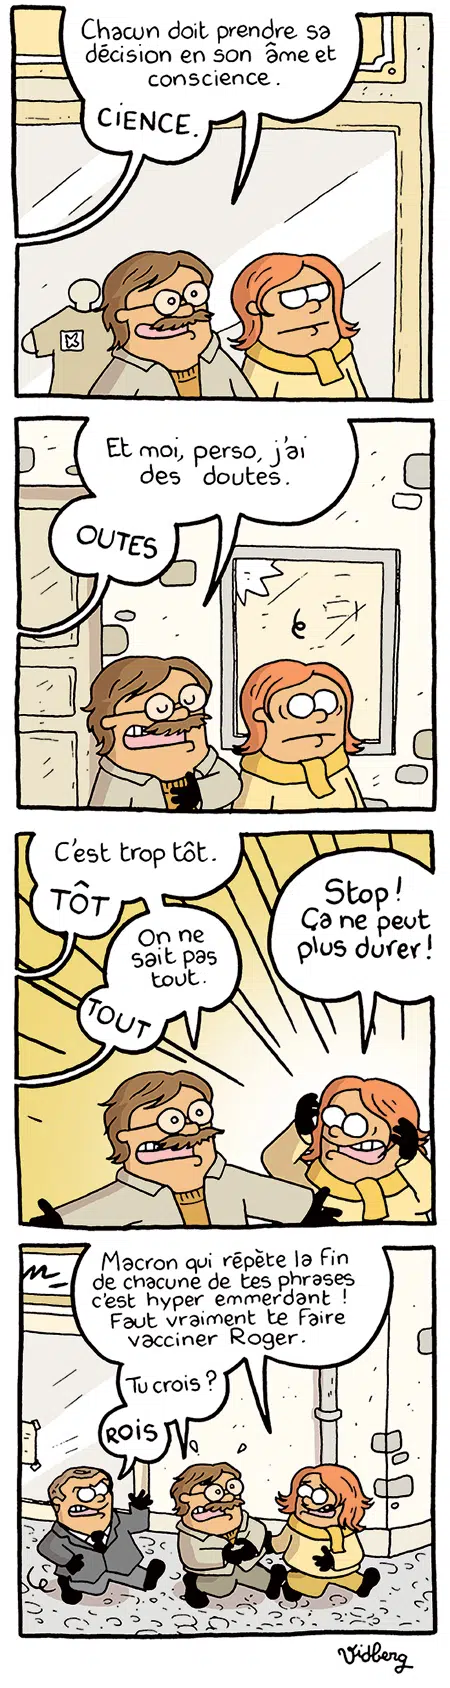 Chacun doit prendre sa
décision en son âme et
conscience.
CIENCE.
Et moi, perso, j'ai
des doutes.
OUTES
C'est trop tôt.
TÔT
On ne
sait pas
tout.
TOUT
Stop !
Ça ne peut
plus durer !
Macron qui répète la fin
de chacune de tes phrases
c'est hyper emmerdant !
Faut vraiment te faire
vacciner Roger.
Tu crois ?
ROIS
Vidberg